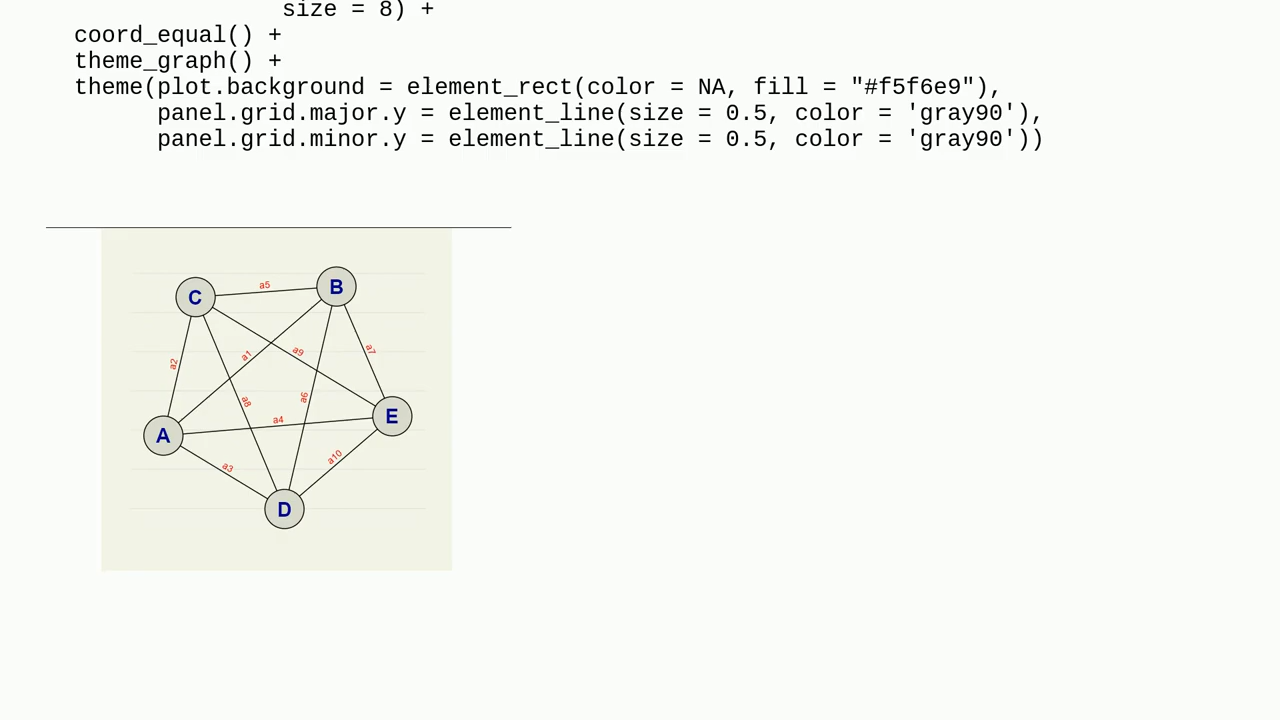 size = 8) +
coord_equal() +
theme_graph() +
theme(plot.background = element_rect(color = NA, fill = "#f5f6e9"),
panel.grid.major.y = element_line(size = 0.5, color = 'gray90'),
panel.grid.minor.y = element_line(size = 0.5, color = 'gray90'))
C
a5
B
a2
a1
a9
a7
a8
a6
A
a4
E
a3
a10
D